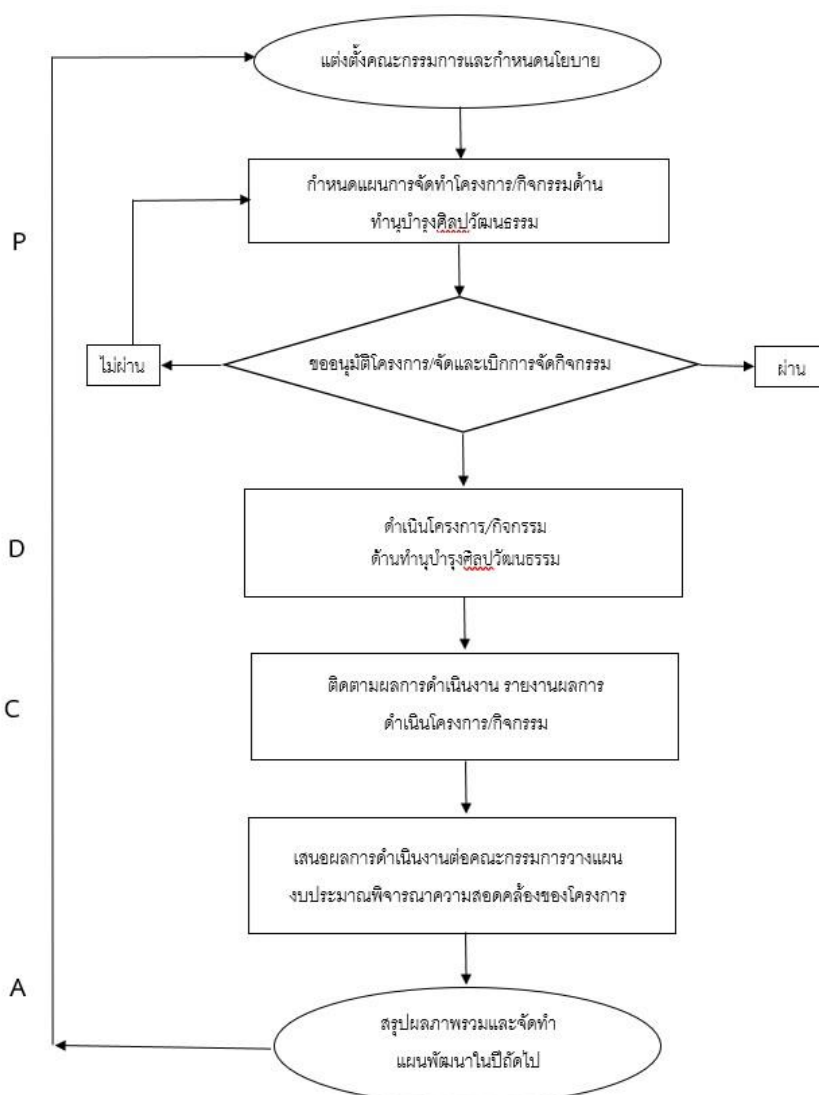 แต่งตั้งคณะกรรมการและกำหนดนโยบาย
กำหนดแผนการจัดทำโครงการ/กิจกรรมด้าน
ทำนุบำรุงศิลปวัฒนธรรม
P
ไม่ผ่าน
ขออนุมัติโครงการ/จัดและเบิกการจัดกิจกรรม
ผ่าน
ดำเนินโครงการ/กิจกรรม
ด้านทำนุบำรุงศิลปวัฒนธรรม
D
ติดตามผลการดำเนินงาน รายงานผลการ
ดำเนินโครงการ/กิจกรรม
C
เสนอผลการดำเนินงานต่อคณะกรรมการวางแผน
งบประมาณพิจารณาความสอดคล้องของโครงการ
A
สรุปผลภาพรวมและจัดทำ
แผนพัฒนาในปีถัดไป